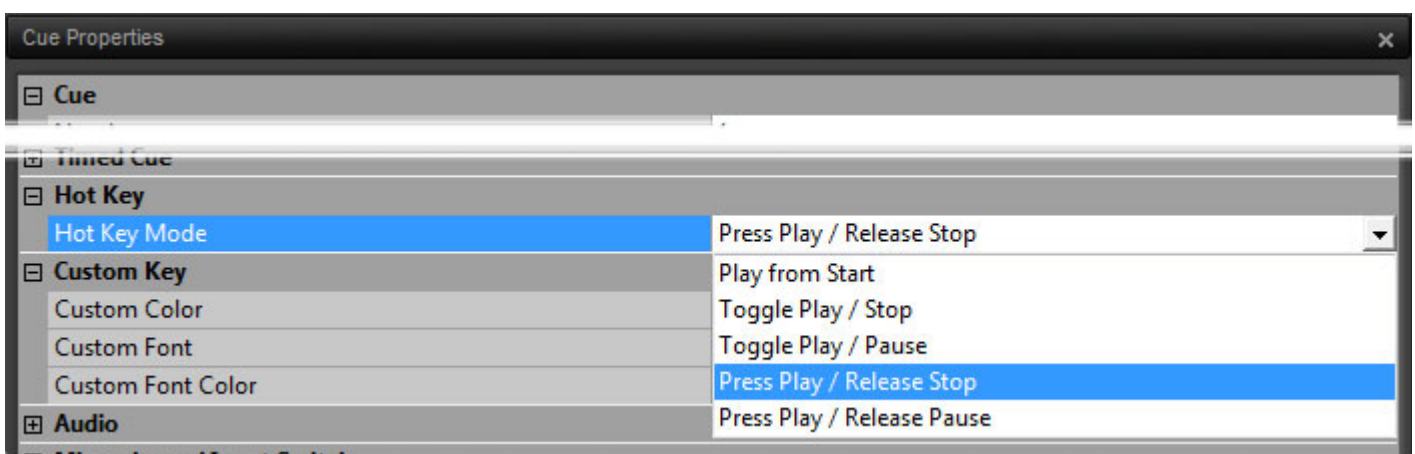 Cue Properties
Cue
Timed Cue
Hot Key
Hot Key Mode Press Play / Release Stop
Custom Key Play from Start
Custom Color Toggle Play / Stop
Custom Font Toggle Play / Pause
Custom Font Color Press Play / Release Stop
Audio Press Play / Release Pause